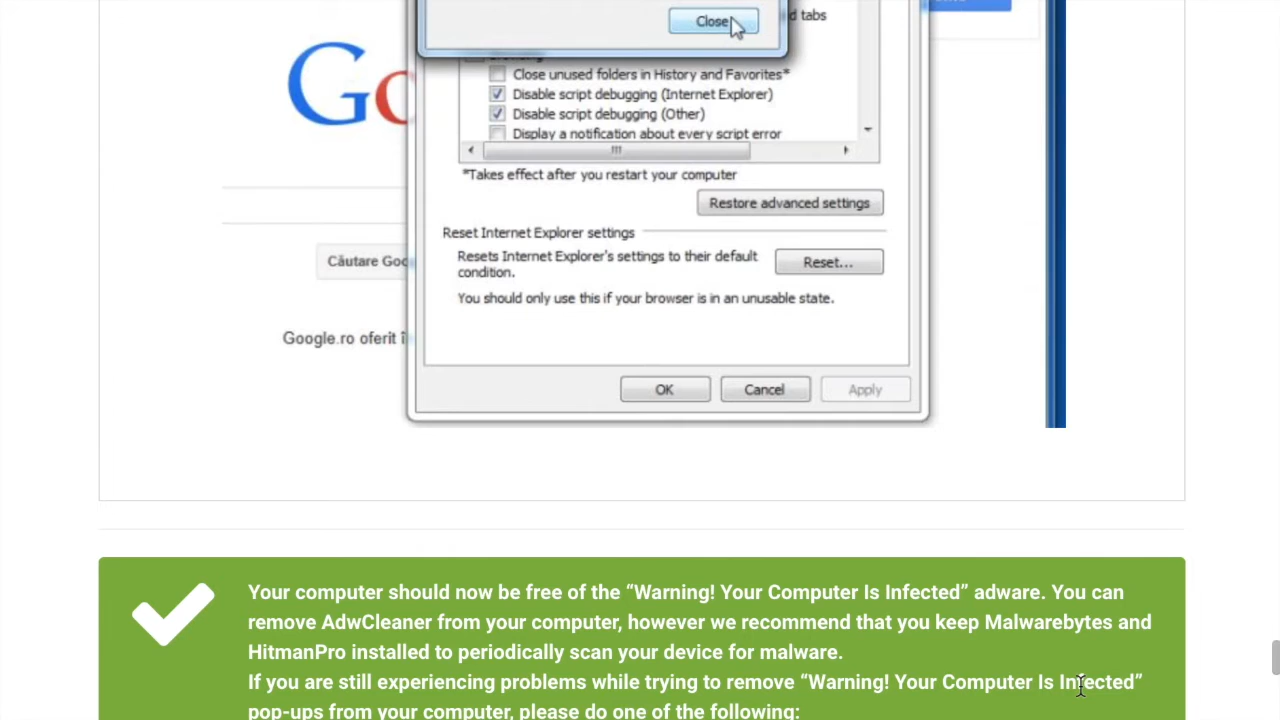 Close
d tabs
Close unused folders in History and Favorites*
Disable script debugging (Internet Explorer)
Disable script debugging (Other)
Display a notification about every script error
*Takes effect after you restart your computer
Restore advanced settings
Reset Internet Explorer settings
Resets Internet Explorer's settings to their default
condition.
Reset...
You should only use this if your browser is in an unusable state.
Căutare Goo
Google.ro oferit î
OK
Cancel
Apply
Your computer should now be free of the “Warning! Your Computer Is Infected” adware. You can
remove AdwCleaner from your computer, however we recommend that you keep Malwarebytes and
HitmanPro installed to periodically scan your device for malware.
If you are still experiencing problems while trying to remove “Warning! Your Computer Is Infected”
pop-ups from your computer, please do one of the following: